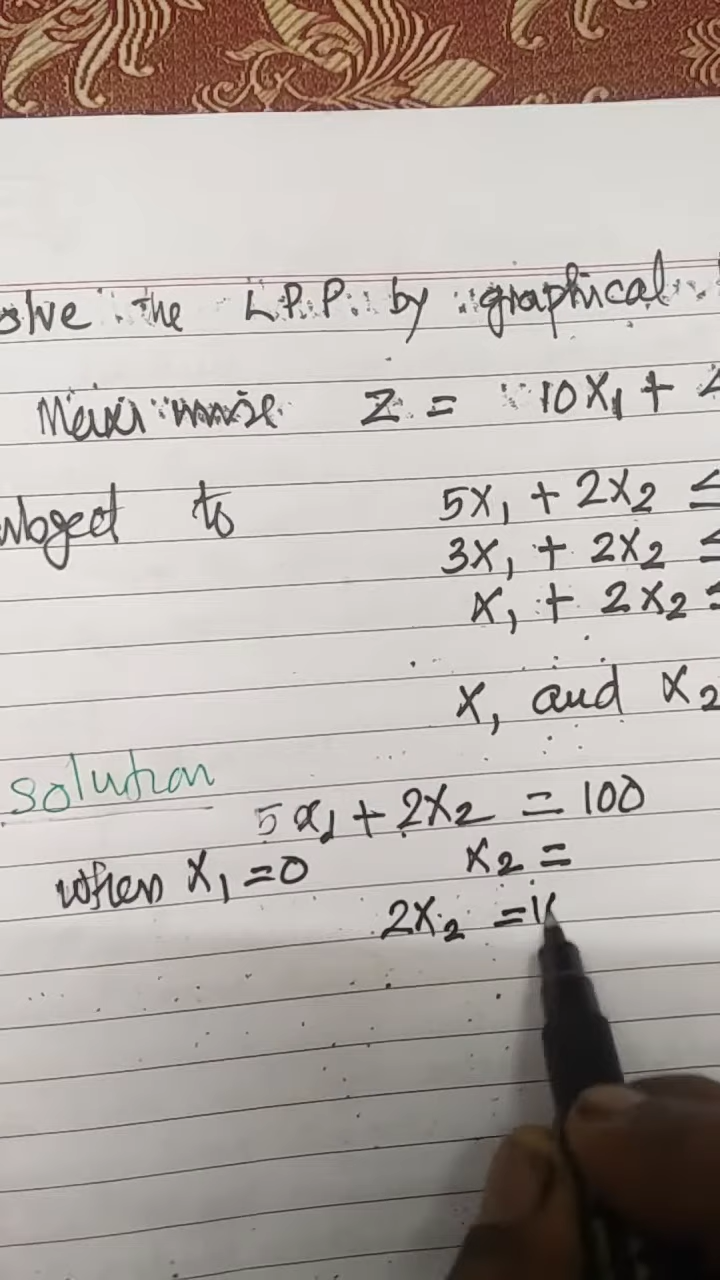 olve the L.P.P. by graphical
Maximise Z = 10X₁ +
ubject to 5X₁ + 2X₂ ≤
3X₁ + 2X₂ ≤
X₁ + 2X₂ ≤
X₁ and X₂
solution
5x₁ + 2X₂ = 100
when X₁ = 0 X₂ =
2X₂ = 1